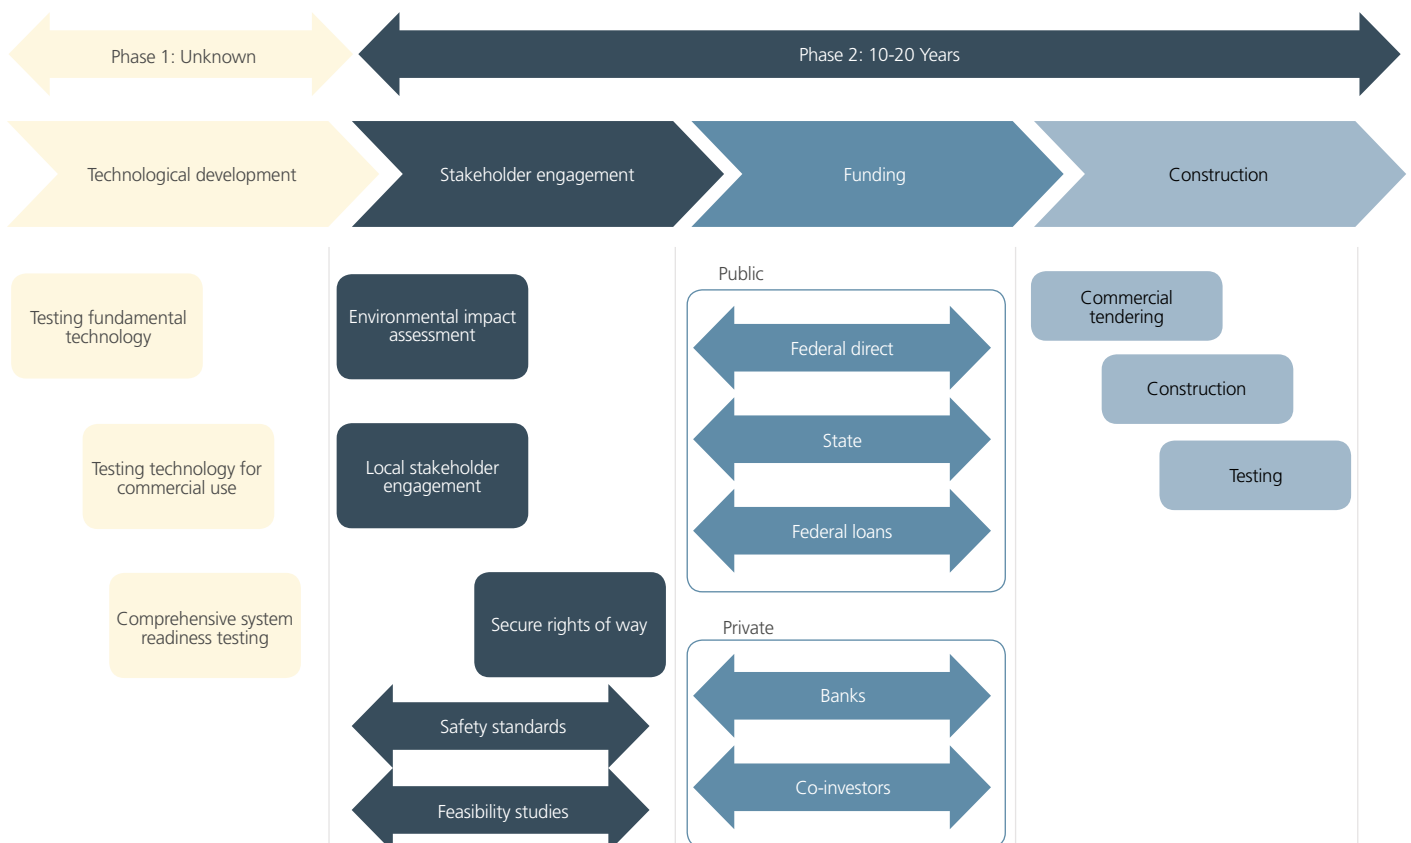 Phase 1: Unknown
Phase 2: 10-20 Years
Technological development
Stakeholder engagement
Funding
Construction
Testing fundamental
technology
Testing technology for
commercial use
Comprehensive system
readiness testing
Environmental impact
assessment
Local stakeholder
engagement
Secure rights of way
Safety standards
Feasibility studies
Public
Federal direct
State
Federal loans
Private
Banks
Co-investors
Commercial
tendering
Construction
Testing